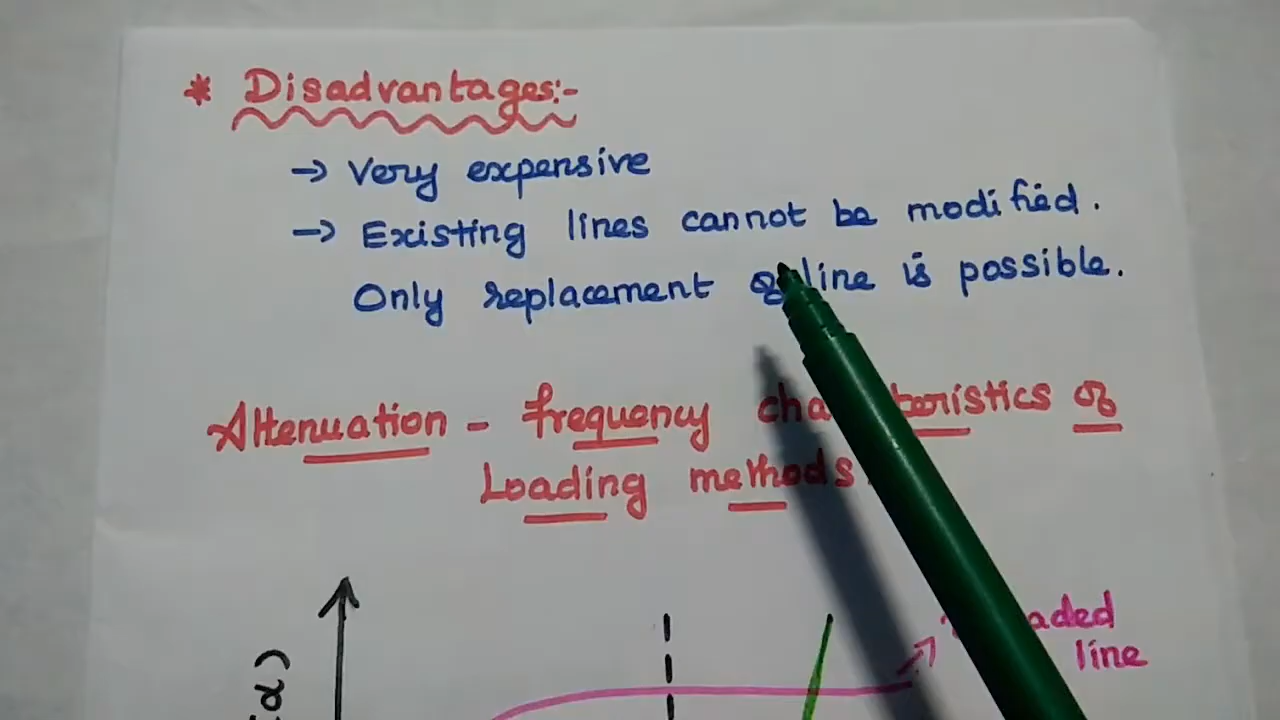 * Disadvantages:-
→ Very expensive
→ Existing lines cannot be modified.
Only replacement of line is possible.
Attenuation - frequency of
Loading methods
line
(α)